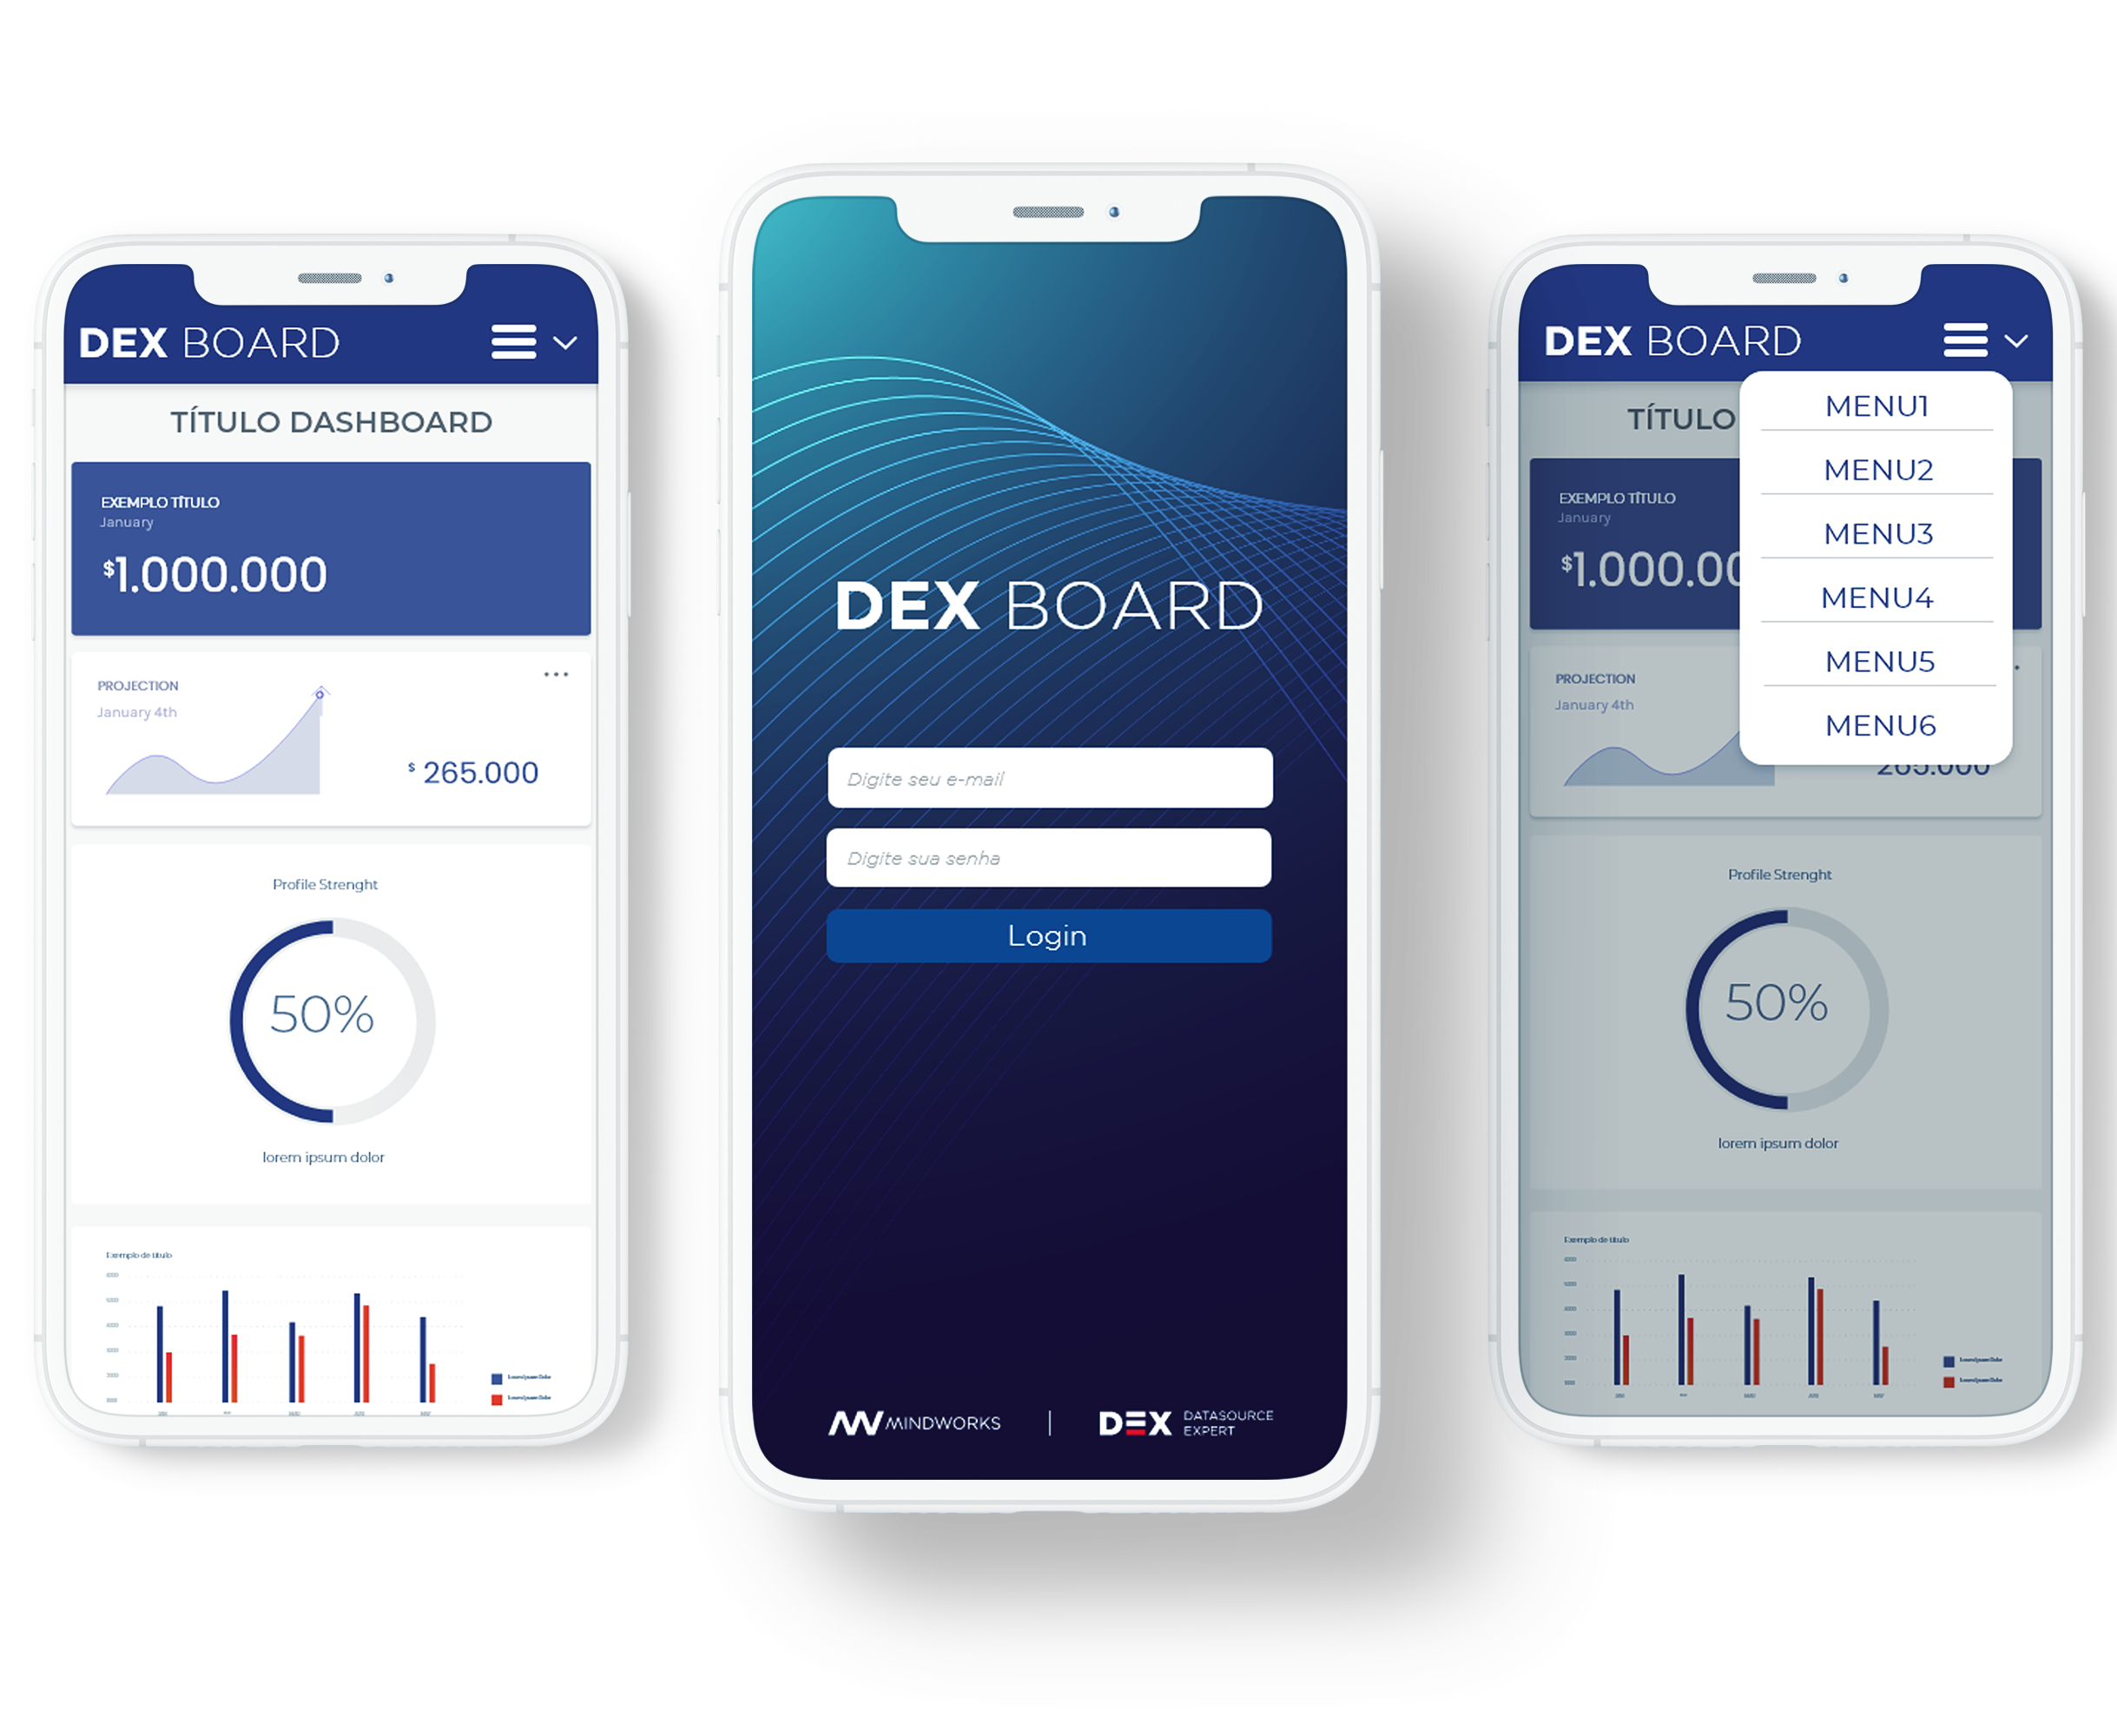 DEX BOARD
TÍTULO DASHBOARD
EXEMPLO TÍTULO
January
$1.000.000
PROJECTION
January 4th
$ 265.000
Profile Strenght
50%
lorem ipsum dolor
Exemplo de título
DEX BOARD
Digite seu e-mail
Digite sua senha
Login
MINDWORKS
DEX DATASOURCE
EXPERT
DEX BOARD
TÍTULO
MENU1
MENU2
MENU3
MENU4
MENU5
MENU6
EXEMPLO TÍTULO
January
$1.000.00
PROJECTION
January 4th
265.000
Profile Strenght
50%
lorem ipsum dolor
Exemplo de título